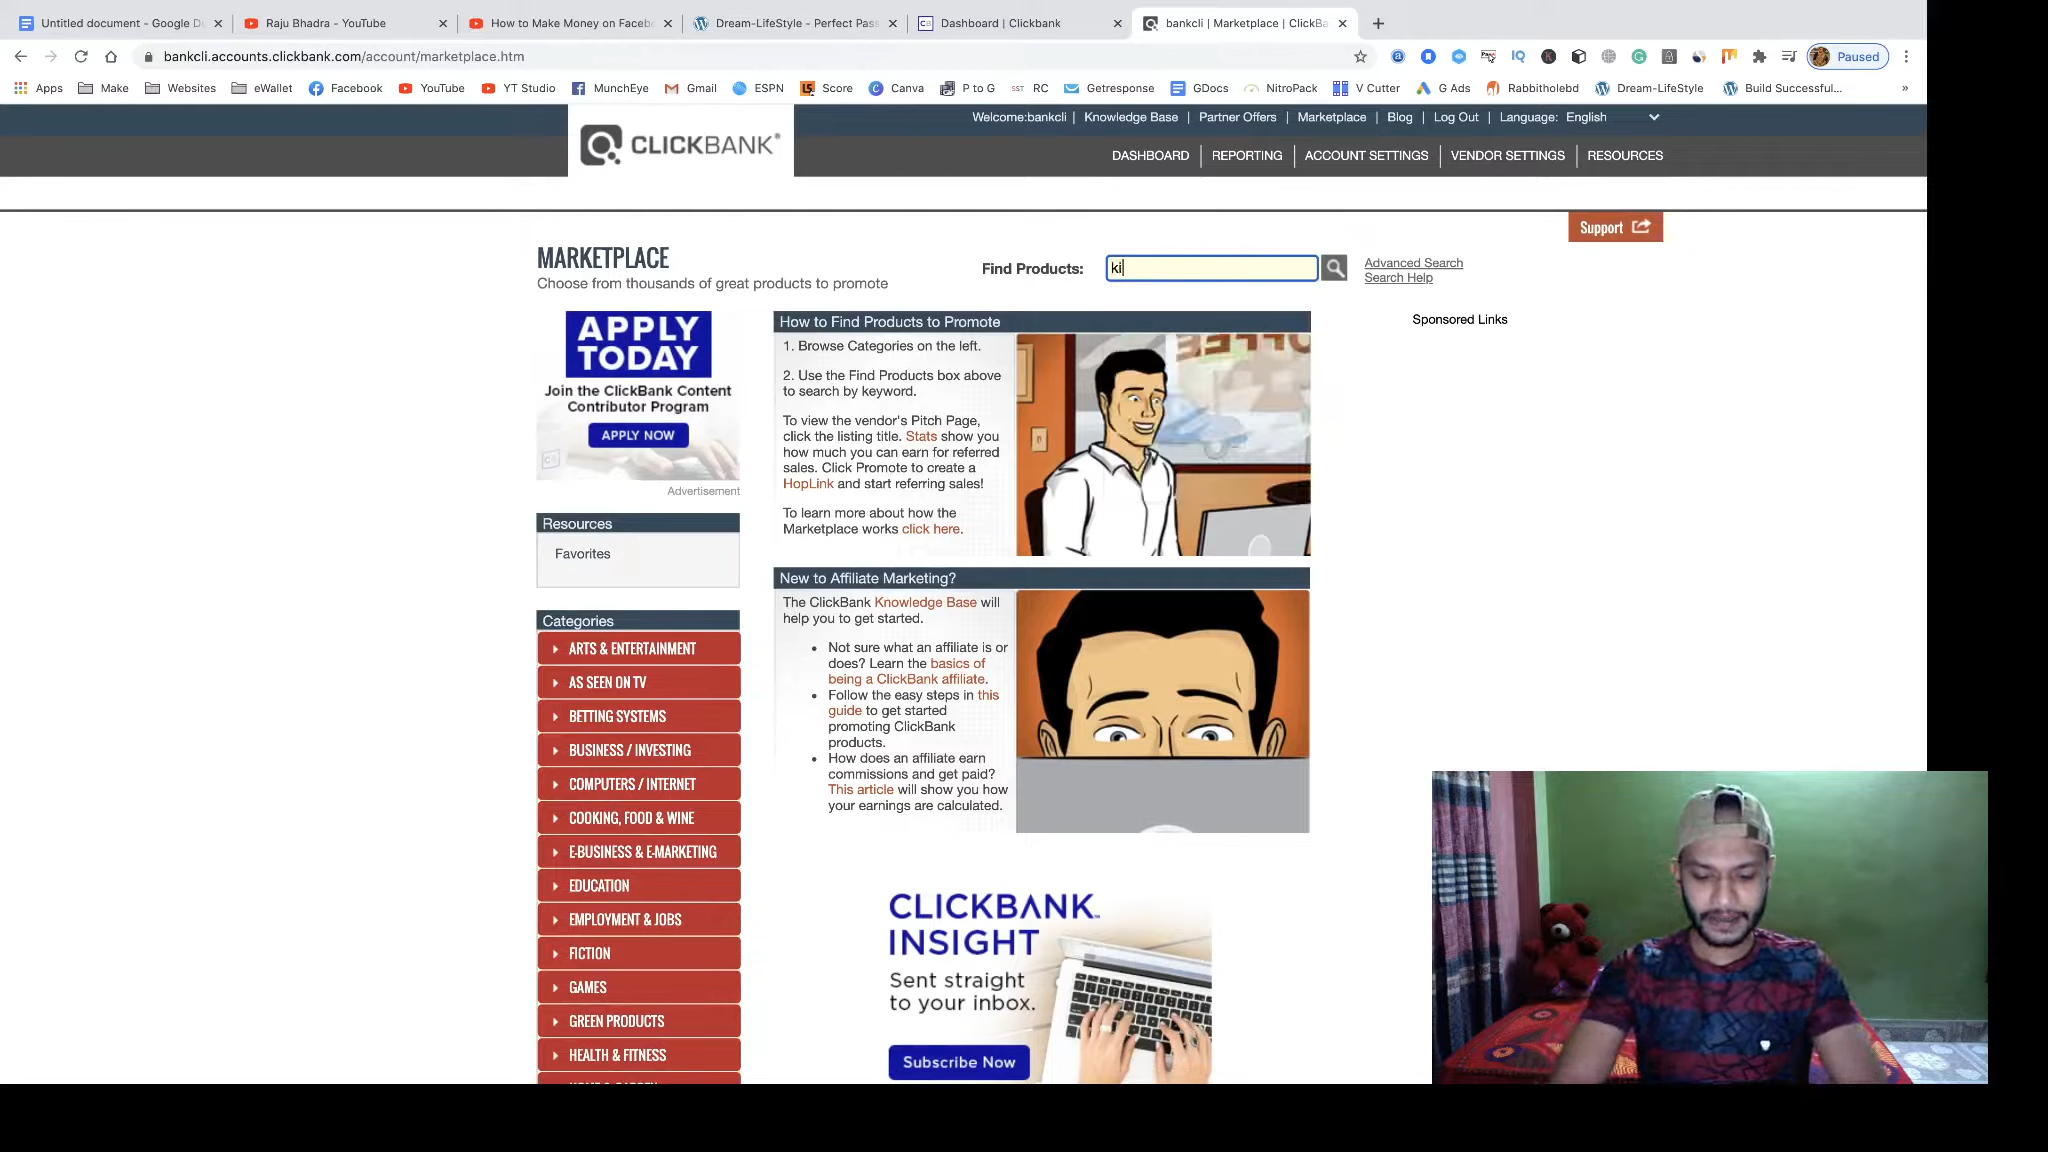 Untitled document - Google D
Raju Bhadra - YouTube
How to Make Money on Faceb
Dream-LifeStyle - Perfect Pas
Dashboard | Clickbank
bankcli | Marketplace | ClickBa
bankcli.accounts.clickbank.com/account/marketplace.htm
Paused
Apps Make Websites eWallet Facebook YouTube YT Studio MunchEye Gmail ESPN Score Canva P to G RC Getresponse GDocs NitroPack V Cutter G Ads Rabbitholebd Dream-LifeStyle Build Successful... »
Welcome:bankcli | Knowledge Base | Partner Offers | Marketplace | Blog | Log Out | Language: English
CLICKBANK
DASHBOARD REPORTING ACCOUNT SETTINGS VENDOR SETTINGS RESOURCES
Support
MARKETPLACE
Choose from thousands of great products to promote
Find Products: ki
Advanced Search
Search Help
APPLY
TODAY
Join the ClickBank Content
Contributor Program
APPLY NOW
Advertisement
Resources
Favorites
Categories
ARTS & ENTERTAINMENT
AS SEEN ON TV
BETTING SYSTEMS
BUSINESS / INVESTING
COMPUTERS / INTERNET
COOKING, FOOD & WINE
E-BUSINESS & E-MARKETING
EDUCATION
EMPLOYMENT & JOBS
FICTION
GAMES
GREEN PRODUCTS
HEALTH & FITNESS
How to Find Products to Promote
1. Browse Categories on the left.
2. Use the Find Products box above
to search by keyword.
To view the vendor's Pitch Page,
click the listing title. Stats show you
how much you can earn for referred
sales. Click Promote to create a
HopLink and start referring sales!
To learn more about how the
Marketplace works click here.
New to Affiliate Marketing?
The ClickBank Knowledge Base will
help you to get started.
• Not sure what an affiliate is or
does? Learn the basics of
being a ClickBank affiliate.
• Follow the easy steps in this
guide to get started
promoting ClickBank
products.
• How does an affiliate earn
commissions and get paid?
This article will show you how
your earnings are calculated.
Sponsored Links
CLICKBANK
INSIGHT
Sent straight
to your inbox.
Subscribe Now